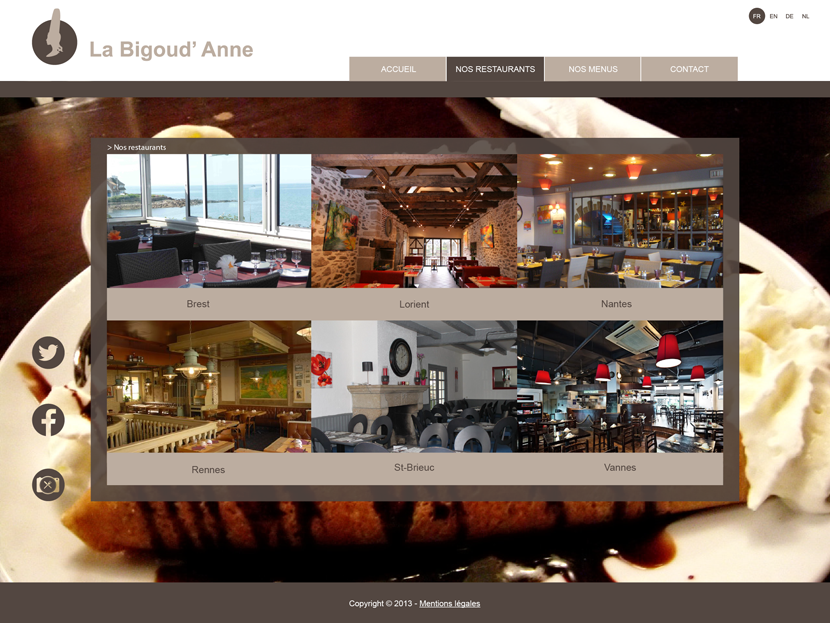 FR EN DE NL
La Bigoud' Anne
ACCUEIL NOS RESTAURANTS NOS MENUS CONTACT
> Nos restaurants
Brest Lorient Nantes
Rennes St-Brieuc Vannes
Copyright © 2013 - Mentions légales